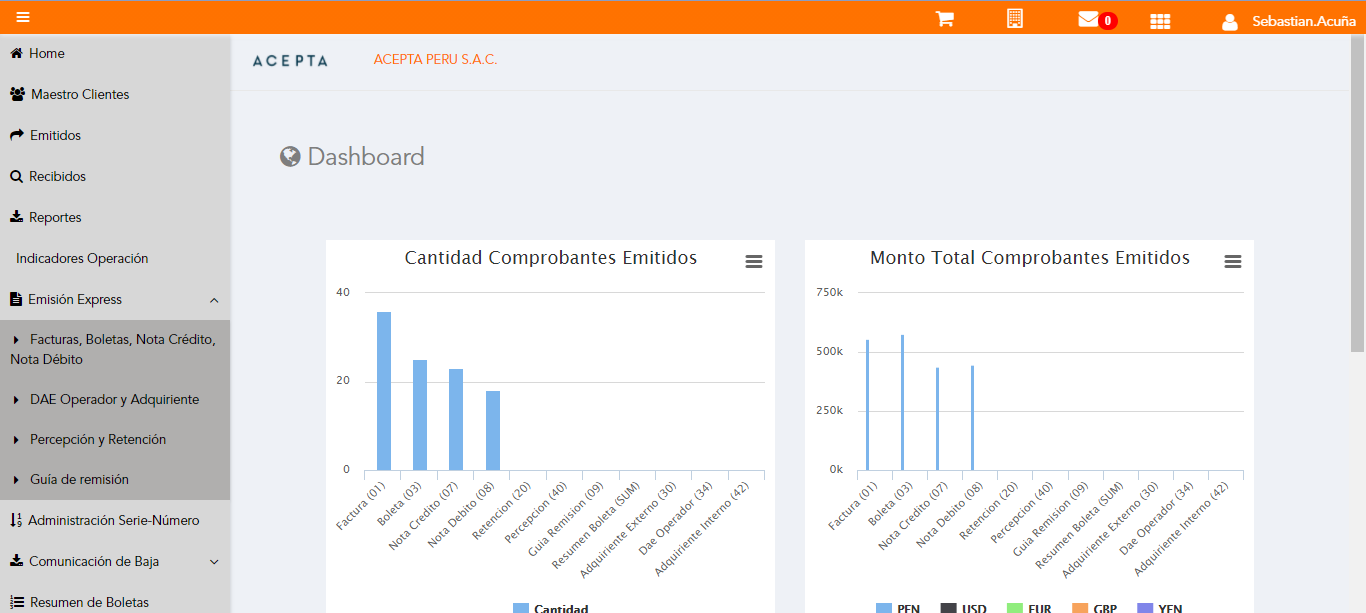 0
Sebastian.Acuña
Home
Maestro Clientes
Emitidos
Recibidos
Reportes
Indicadores Operación
Emisión Express
Facturas, Boletas, Nota Crédito,
Nota Débito
DAE Operador y Adquiriente
Percepción y Retención
Guía de remisión
Administración Serie-Número
Comunicación de Baja
Resumen de Boletas
ACEPTA
ACEPTA PERU S.A.C.
Dashboard
Cantidad Comprobantes Emitidos
40
20
0
Factura (01)
Boleta (03)
Nota Credito (07)
Nota Debito (08)
Retencion (20)
Percepcion (40)
Guia Remision (09)
Resumen Boleta (SUM)
Adquiriente Externo (30)
Dae Operador (34)
Adquiriente Interno (42)
Cantidad
Monto Total Comprobantes Emitidos
750k
500k
250k
0k
Factura (01)
Boleta (03)
Nota Credito (07)
Nota Debito (08)
Retencion (20)
Percepcion (40)
Guia Remision (09)
Resumen Boleta (SUM)
Adquiriente Externo (30)
Dae Operador (34)
Adquiriente Interno (42)
PEN USD EUR GBP YEN